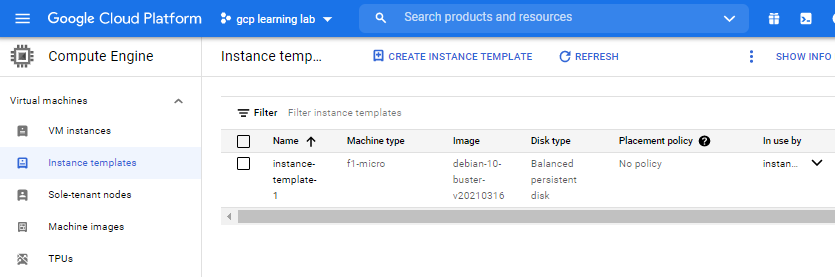 Google Cloud Platform gcp learning lab Search products and resources
Compute Engine Instance temp... CREATE INSTANCE TEMPLATE REFRESH SHOW INFO
Virtual machines
VM instances
Instance templates
Sole-tenant nodes
Machine images
TPUs
Filter Filter instance templates
Name Machine type Image Disk type Placement policy ? In use by
instance- f1-micro debian-10- Balanced No policy instan...
template- buster- persistent
1 v20210316 disk